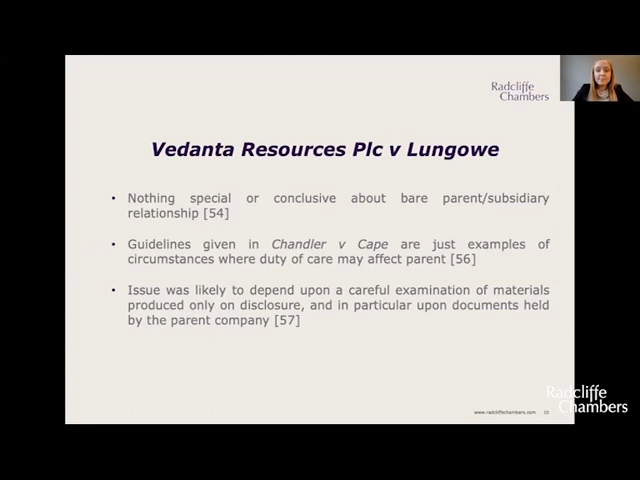 Radcliffe
Chambers
Vedanta Resources Plc v Lungowe
• Nothing special or conclusive about bare parent/subsidiary
relationship [54]
• Guidelines given in Chandler v Cape are just examples of
circumstances where duty of care may affect parent [56]
• Issue was likely to depend upon a careful examination of materials
produced only on disclosure, and in particular upon documents held
by the parent company [57]
Radcliffe
Chambers
www.radcliffechambers.com